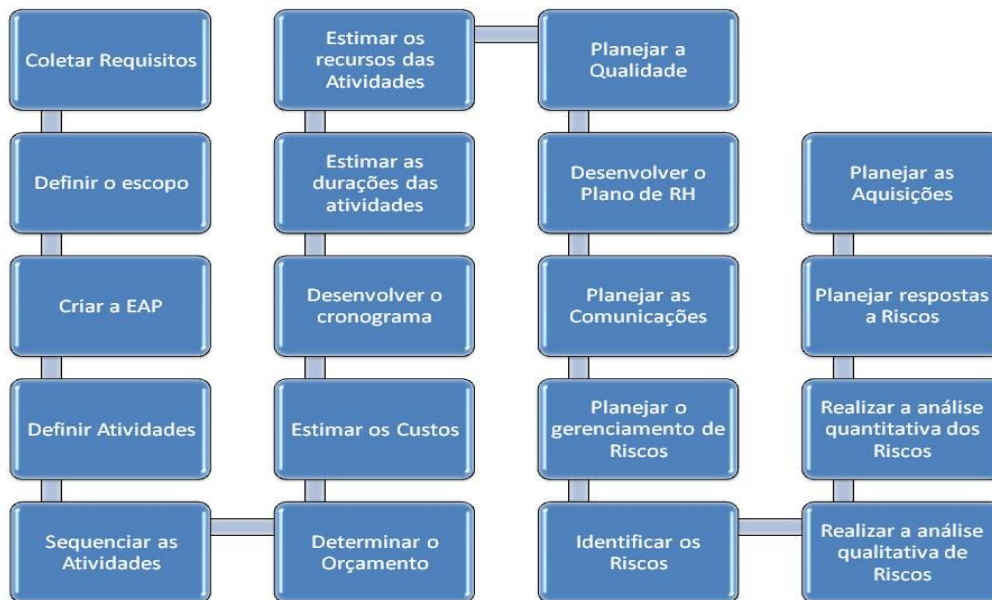 Coletar Requisitos
Definir o escopo
Criar a EAP
Definir Atividades
Sequenciar as
Atividades
Estimar os
recursos das
Atividades
Estimar as
durações das
atividades
Desenvolver o
cronograma
Estimar os Custos
Determinar o
Orçamento
Planejar a
Qualidade
Desenvolver o
Plano de RH
Planejar as
Comunicações
Planejar o
gerenciamento de
Riscos
Identificar os
Riscos
Planejar as
Aquisições
Planejar respostas
a Riscos
Realizar a análise
quantitativa dos
Riscos
Realizar a análise
qualitativa de
Riscos